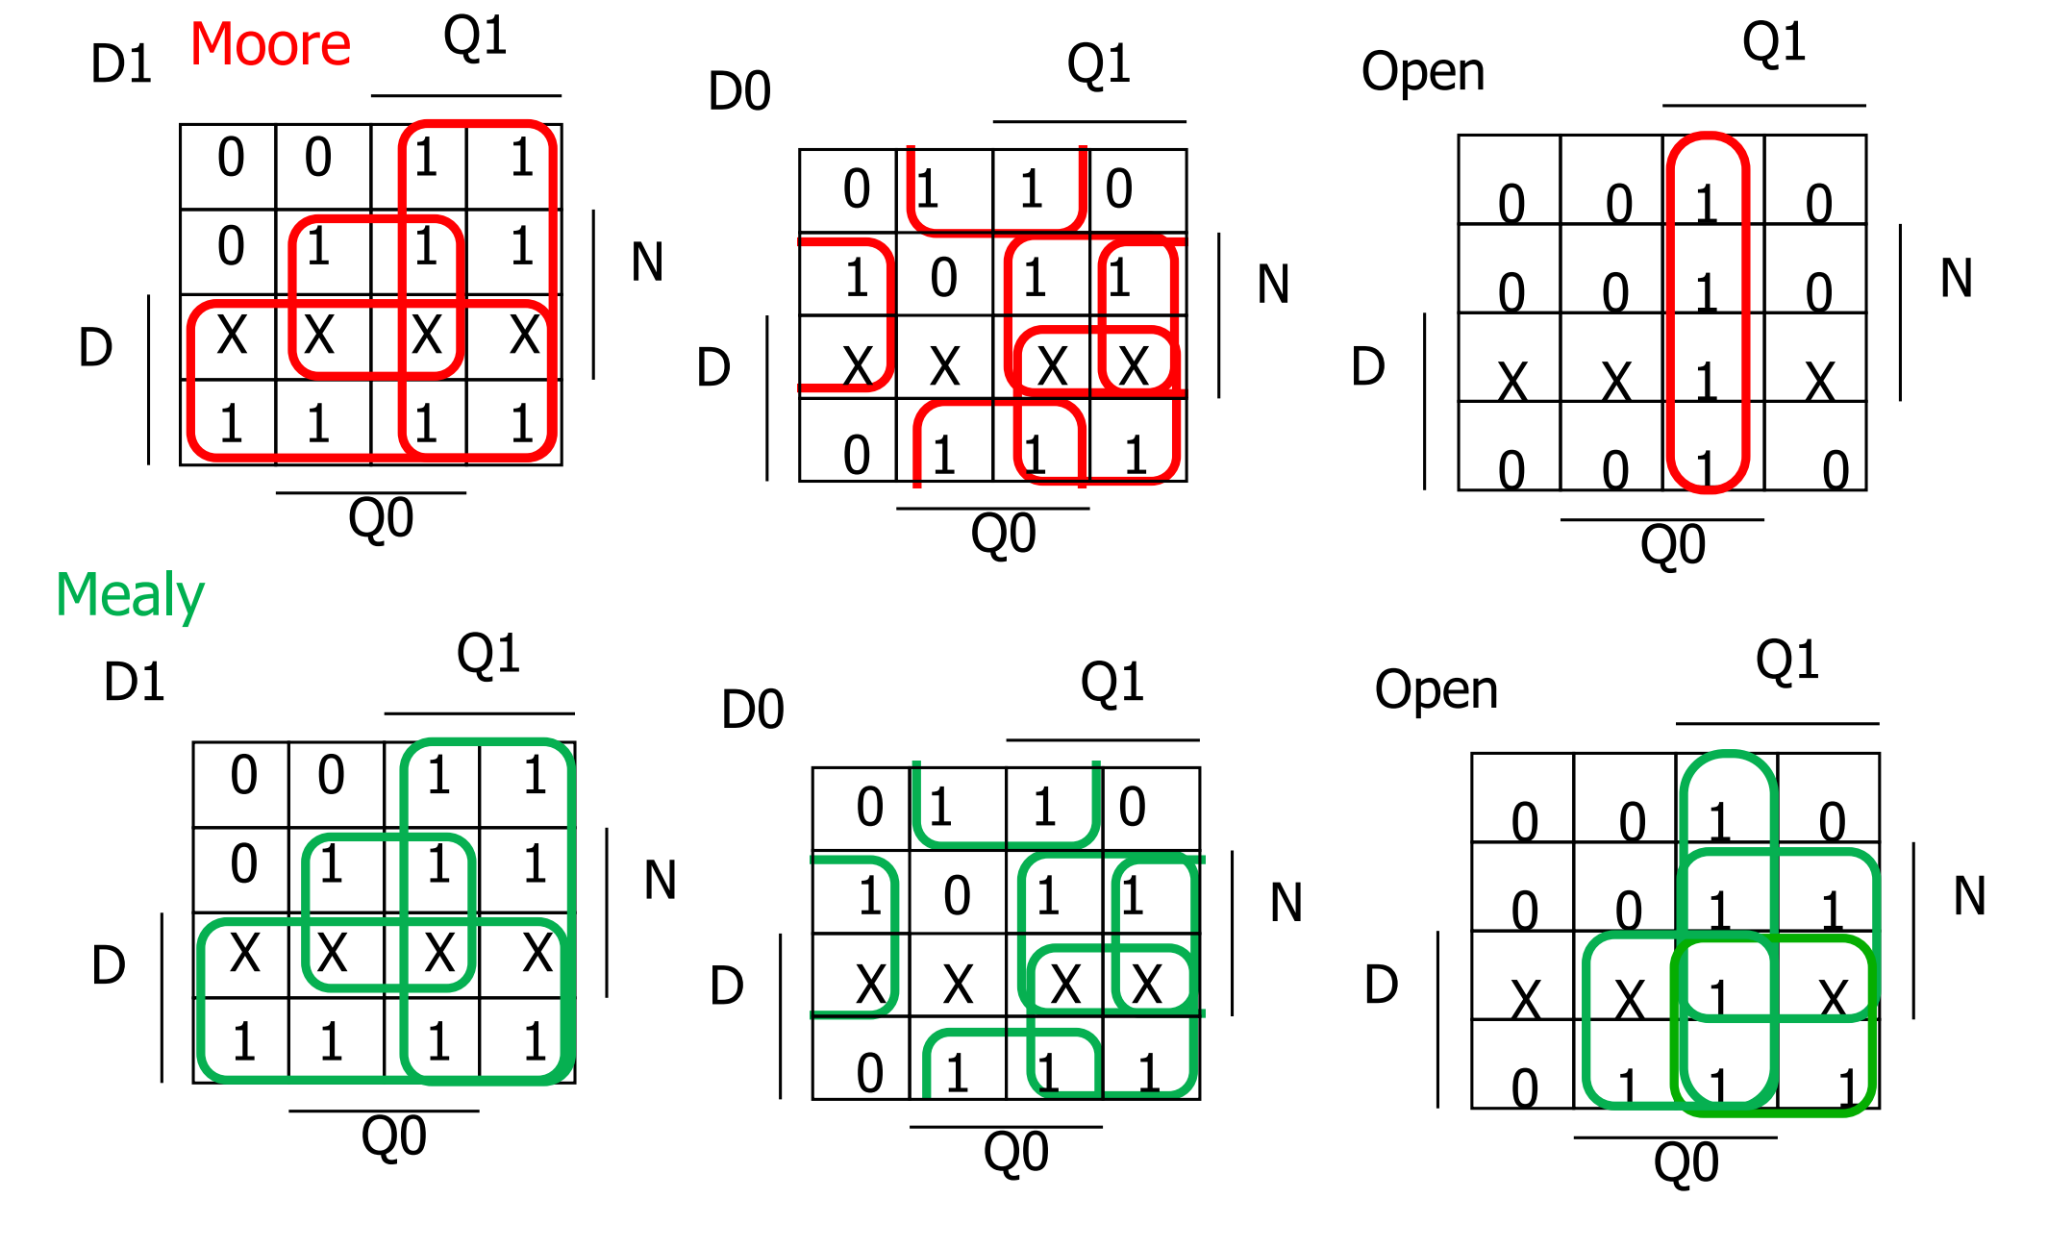 D1 Moore Q1
0 0 1 1
0 1 1 1 N
D X X X X
1 1 1 1
Q0
D0 Q1
0 1 1 0
1 0 1 1 N
D X X X X
0 1 1 1
Q0
Open Q1
0 0 1 0
0 0 1 0 N
D X X 1 X
0 0 1 0
Q0
Mealy
D1 Q1
0 0 1 1
0 1 1 1 N
D X X X X
1 1 1 1
Q0
D0 Q1
0 1 1 0
1 0 1 1 N
D X X X X
0 1 1 1
Q0
Open Q1
0 0 1 0
0 0 1 1 N
D X X 1 X
0 1 1 1
Q0